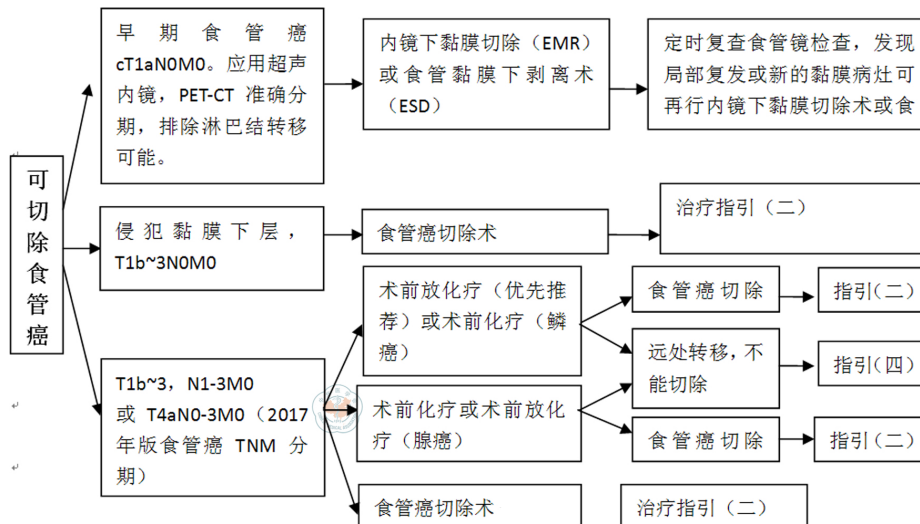 可切除食管癌
早期食管癌
cT1aN0M0。应用超声
内镜，PET-CT 准确分
期，排除淋巴结转移
可能。
内镜下黏膜切除（EMR）
或食管黏膜下剥离术
（ESD）
定时复查食管镜检查，发现
局部复发或新的黏膜病灶可
再行内镜下黏膜切除术或食
侵犯黏膜下层，
T1b~3N0M0
食管癌切除术
治疗指引（二）
T1b~3，N1-3M0
或 T4aN0-3M0（2017
年版食管癌 TNM 分
期）
术前放化疗（优先推
荐）或术前化疗（鳞
癌）
食管癌切除
指引（二）
远处转移，不
能切除
指引（四）
术前化疗或术前放化
疗（腺癌）
食管癌切除
指引（二）
食管癌切除术
治疗指引（二）